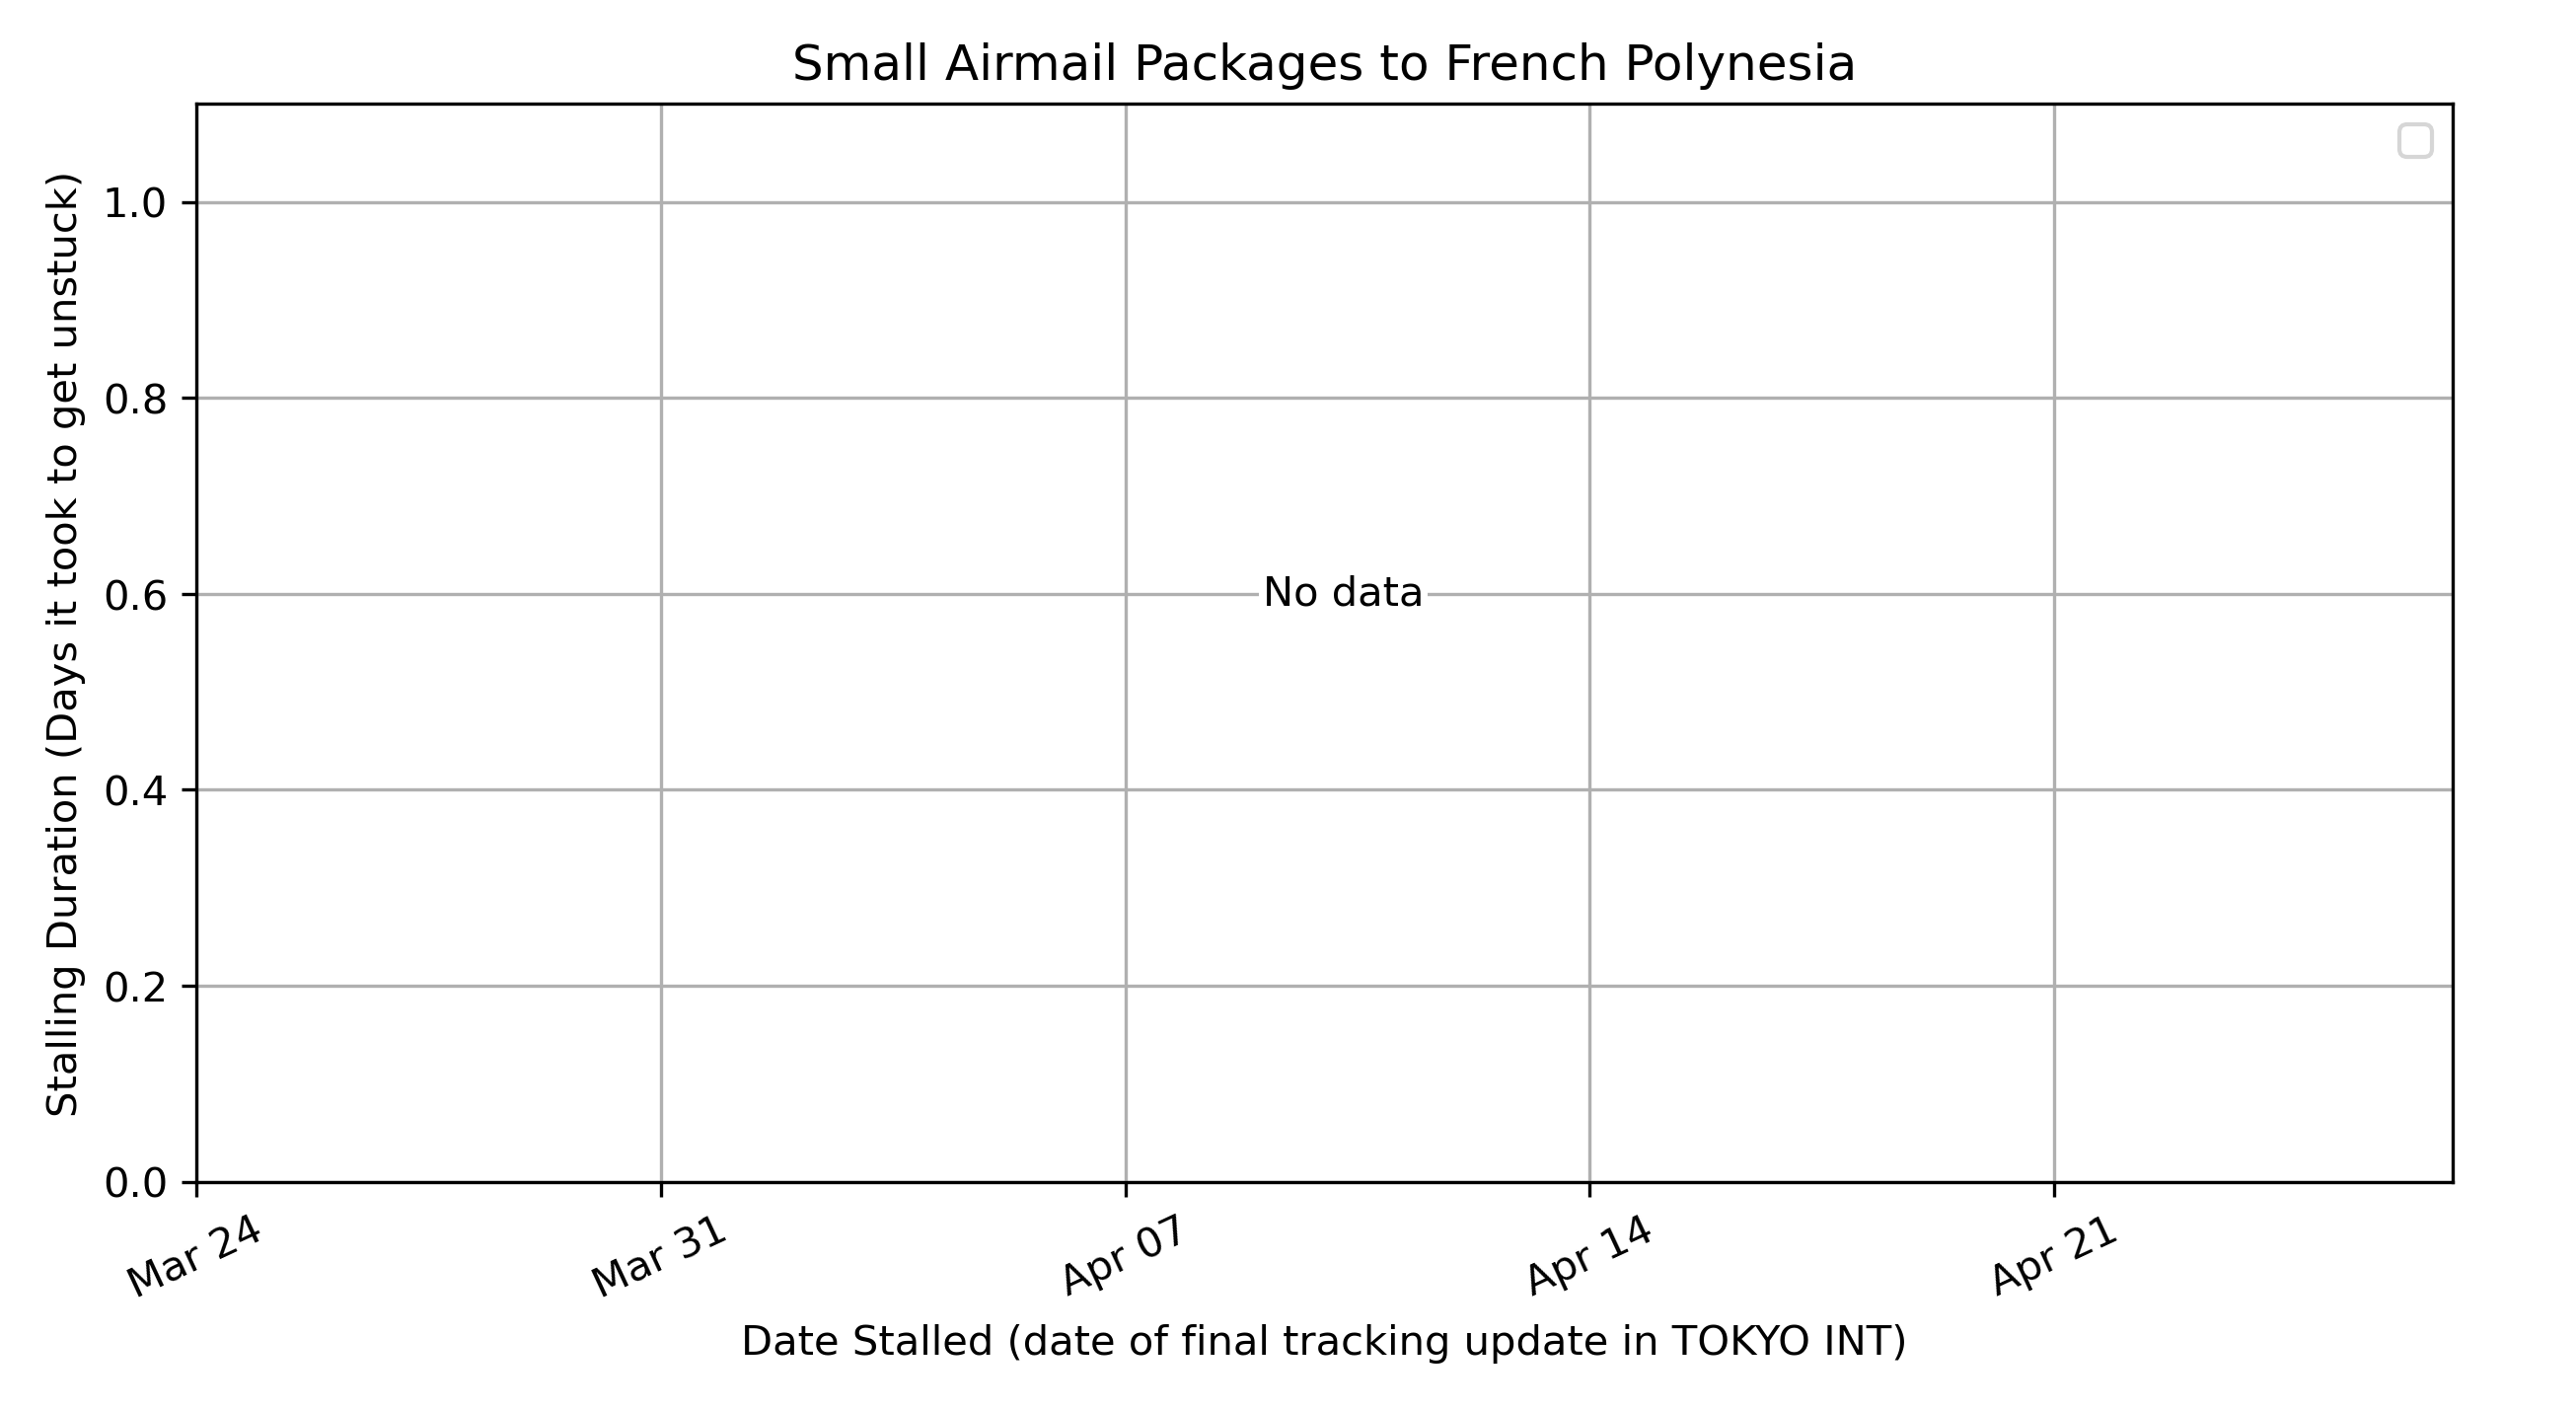 Small Airmail Packages to French Polynesia
Stalling Duration (Days it took to get unstuck)
1.0
0.8
0.6
0.4
0.2
0.0
No data
Mar 24
Mar 31
Apr 07
Apr 14
Apr 21
Date Stalled (date of final tracking update in TOKYO INT)